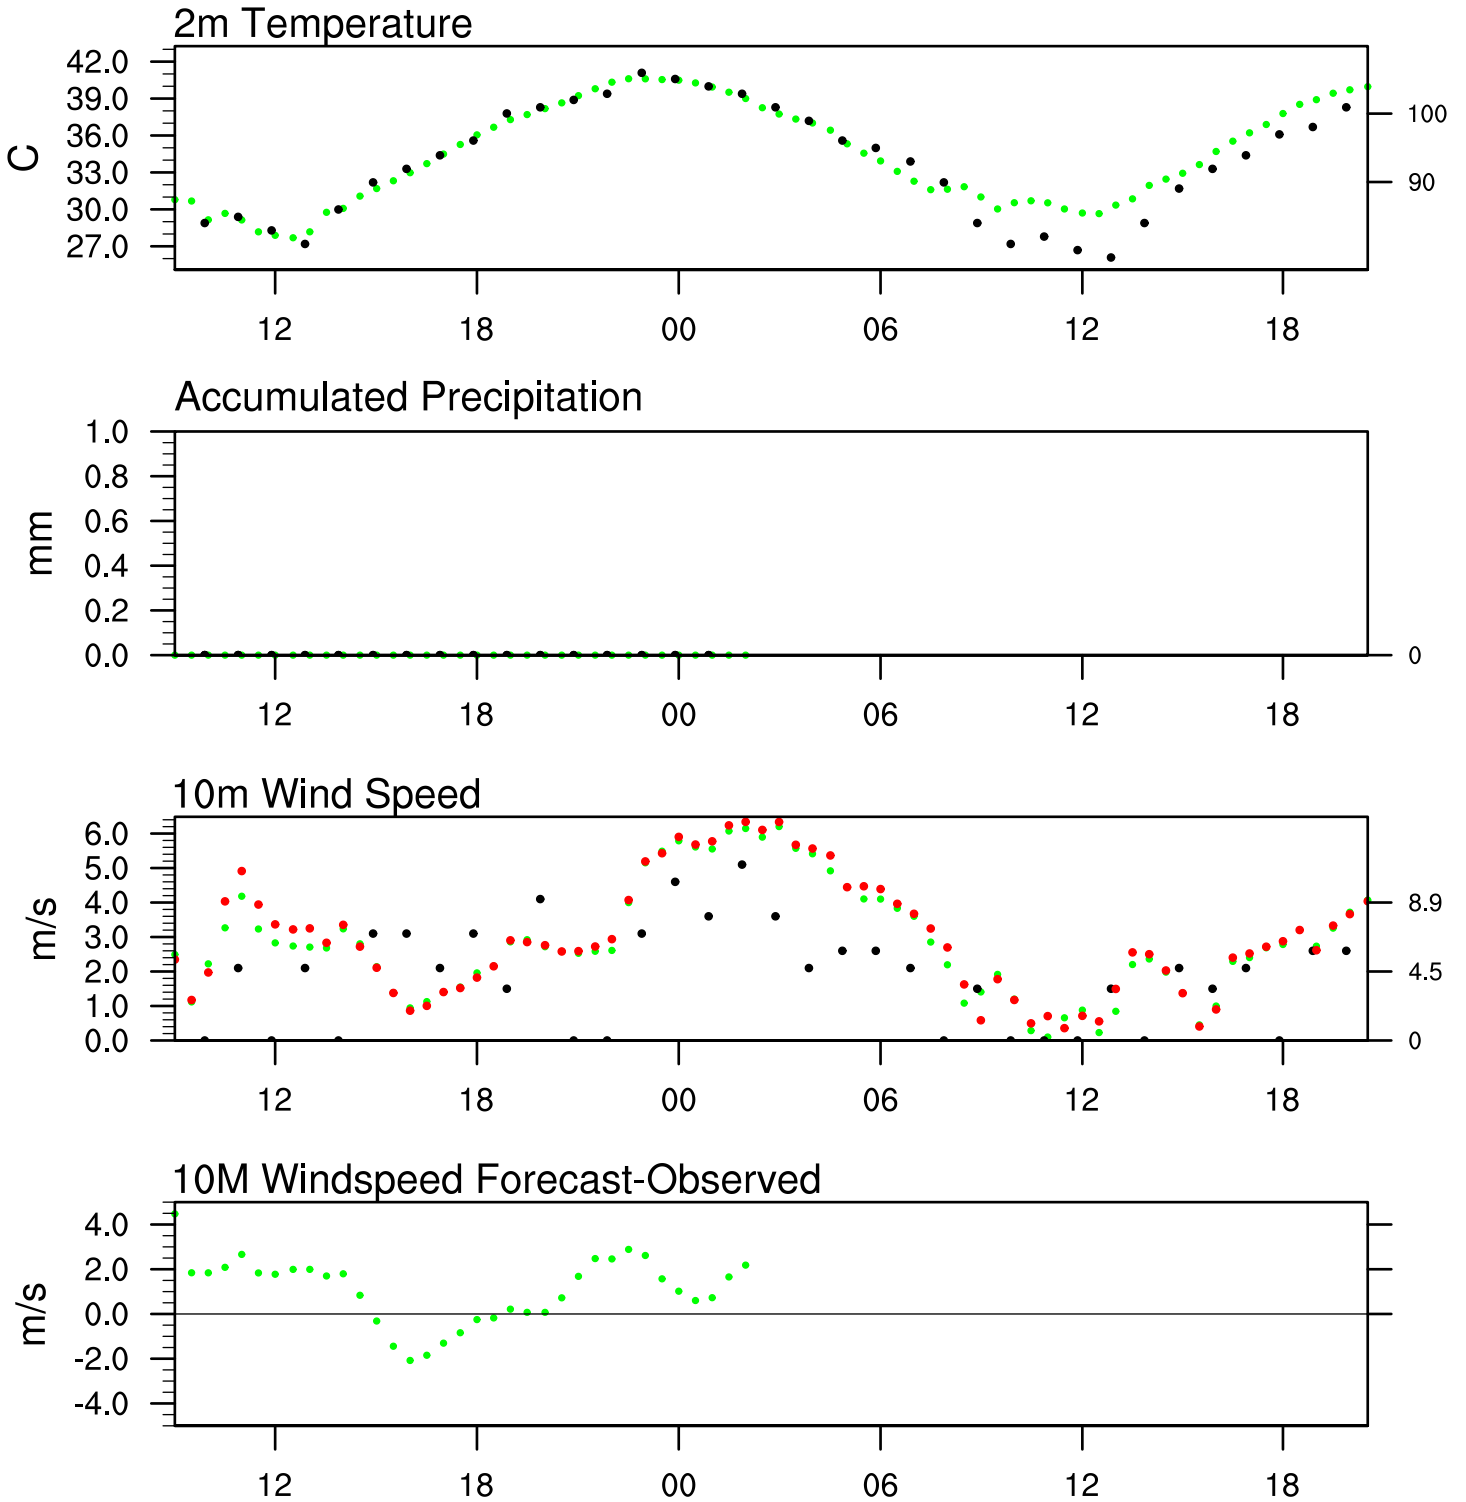 2m Temperature
42.0
39.0
36.0
33.0
30.0
27.0
C
100
90
12 18 00 06 12 18
Accumulated Precipitation
1.0
0.8
0.6
0.4
0.2
0.0
mm
0
12 18 00 06 12 18
10m Wind Speed
6.0
5.0
4.0
3.0
2.0
1.0
0.0
m/s
8.9
4.5
0
12 18 00 06 12 18
10M Windspeed Forecast-Observed
4.0
2.0
0.0
-2.0
-4.0
m/s
12 18 00 06 12 18